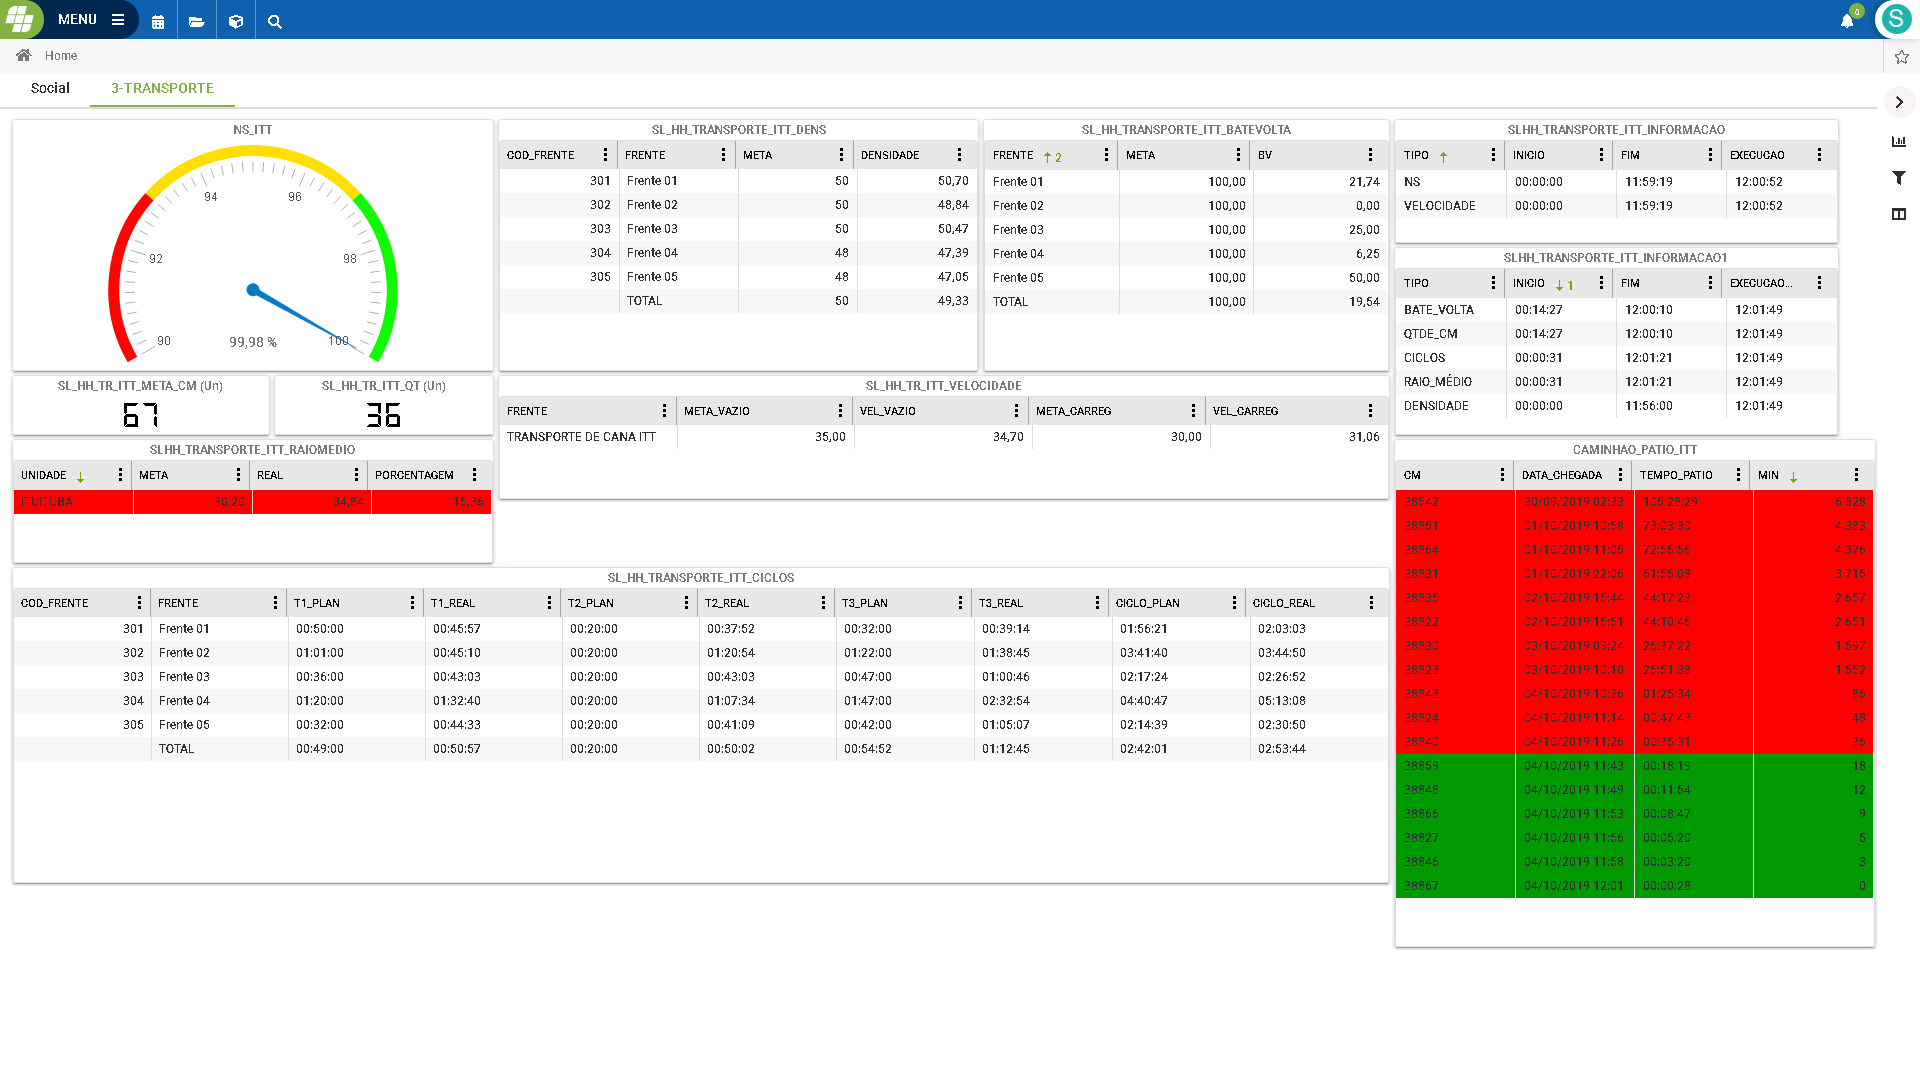 MENU
0
S
Home
Social 3-TRANSPORTE
NS_ITT
94 96
92 98
90 99,98 % 100
SL_HH_TRANSPORTE_ITT_DENS
COD_FRENTE FRENTE META DENSIDADE
301 Frente 01 50 50,70
302 Frente 02 50 48,84
303 Frente 03 50 50,47
304 Frente 04 48 47,39
305 Frente 05 48 47,05
TOTAL 50 49,33
SL_HH_TRANSPORTE_ITT_BATEVOLTA
FRENTE 2 META BV
Frente 01 100,00 21,74
Frente 02 100,00 0,00
Frente 03 100,00 25,00
Frente 04 100,00 6,25
Frente 05 100,00 50,00
TOTAL 100,00 19,54
SLHH_TRANSPORTE_ITT_INFORMACAO
TIPO INICIO FIM EXECUCAO
NS 00:00:00 11:59:19 12:00:52
VELOCIDADE 00:00:00 11:59:19 12:00:52
SLHH_TRANSPORTE_ITT_INFORMACAO1
TIPO INICIO 1 FIM EXECUCAO...
BATE_VOLTA 00:14:27 12:00:10 12:01:49
QTDE_CM 00:14:27 12:00:10 12:01:49
CICLOS 00:00:31 12:01:21 12:01:49
RAIO_MÉDIO 00:00:31 12:01:21 12:01:49
DENSIDADE 00:00:00 11:56:00 12:01:49
SL_HH_TR_ITT_META_CM (Un)
67
SL_HH_TR_ITT_QT (Un)
36
SL_HH_TR_ITT_VELOCIDADE
FRENTE META_VAZIO VEL_VAZIO META_CARREG VEL_CARREG
TRANSPORTE DE CANA ITT 35,00 34,70 30,00 31,06
SLHH_TRANSPORTE_ITT_RAIOMEDIO
UNIDADE META REAL PORCENTAGEM
ITUIUTUBA 30,20 34,84 15,36
CAMINHAO_PATIO_ITT
CM DATA_CHEGADA TEMPO_PATIO MIN
38542 30/09/2019 02:33 105:28:29 6.328
38851 01/10/2019 10:58 73:03:30 4.383
38864 01/10/2019 11:05 72:55:56 4.376
38831 01/10/2019 22:06 61:55:08 3.715
38835 02/10/2019 15:44 44:17:23 2.657
38822 02/10/2019 15:51 44:10:46 2.651
38830 03/10/2019 09:24 26:37:22 1.597
38823 03/10/2019 10:10 25:51:38 1.552
38843 04/10/2019 10:36 01:25:34 86
38824 04/10/2019 11:14 00:47:43 48
38840 04/10/2019 11:26 00:35:31 36
38859 04/10/2019 11:43 00:18:19 18
38848 04/10/2019 11:49 00:11:54 12
38866 04/10/2019 11:53 00:08:47 9
38827 04/10/2019 11:56 00:05:20 5
38846 04/10/2019 11:58 00:03:20 3
38867 04/10/2019 12:01 00:00:28 0
SL_HH_TRANSPORTE_ITT_CICLOS
COD_FRENTE FRENTE T1_PLAN T1_REAL T2_PLAN T2_REAL T3_PLAN T3_REAL CICLO_PLAN CICLO_REAL
301 Frente 01 00:50:00 00:45:57 00:20:00 00:37:52 00:32:00 00:39:14 01:56:21 02:03:03
302 Frente 02 01:01:00 00:45:10 00:20:00 01:20:54 01:22:00 01:38:45 03:41:40 03:44:50
303 Frente 03 00:36:00 00:43:03 00:20:00 00:43:03 00:47:00 01:00:46 02:17:24 02:26:52
304 Frente 04 01:20:00 01:32:40 00:20:00 01:07:34 01:47:00 02:32:54 04:40:47 05:13:08
305 Frente 05 00:32:00 00:44:33 00:20:00 00:41:09 00:42:00 01:05:07 02:14:39 02:30:50
TOTAL 00:49:00 00:50:57 00:20:00 00:50:02 00:54:52 01:12:45 02:42:01 02:53:44